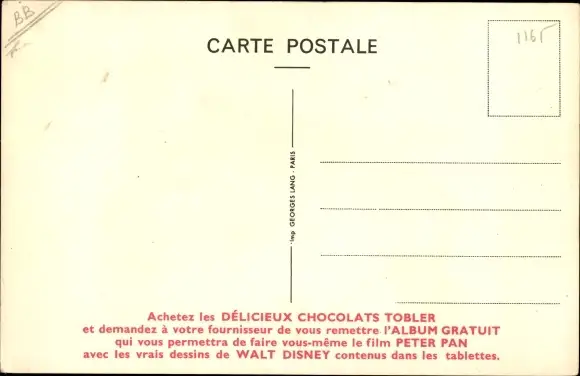 BB
CARTE POSTALE
1165
Imp GEORGES LANG - PARIS
Achetez les DÉLICIEUX CHOCOLATS TOBLER
et demandez à votre fournisseur de vous remettre l'ALBUM GRATUIT
qui vous permettra de faire vous-même le film PETER PAN
avec les vrais dessins de WALT DISNEY contenus dans les tablettes.